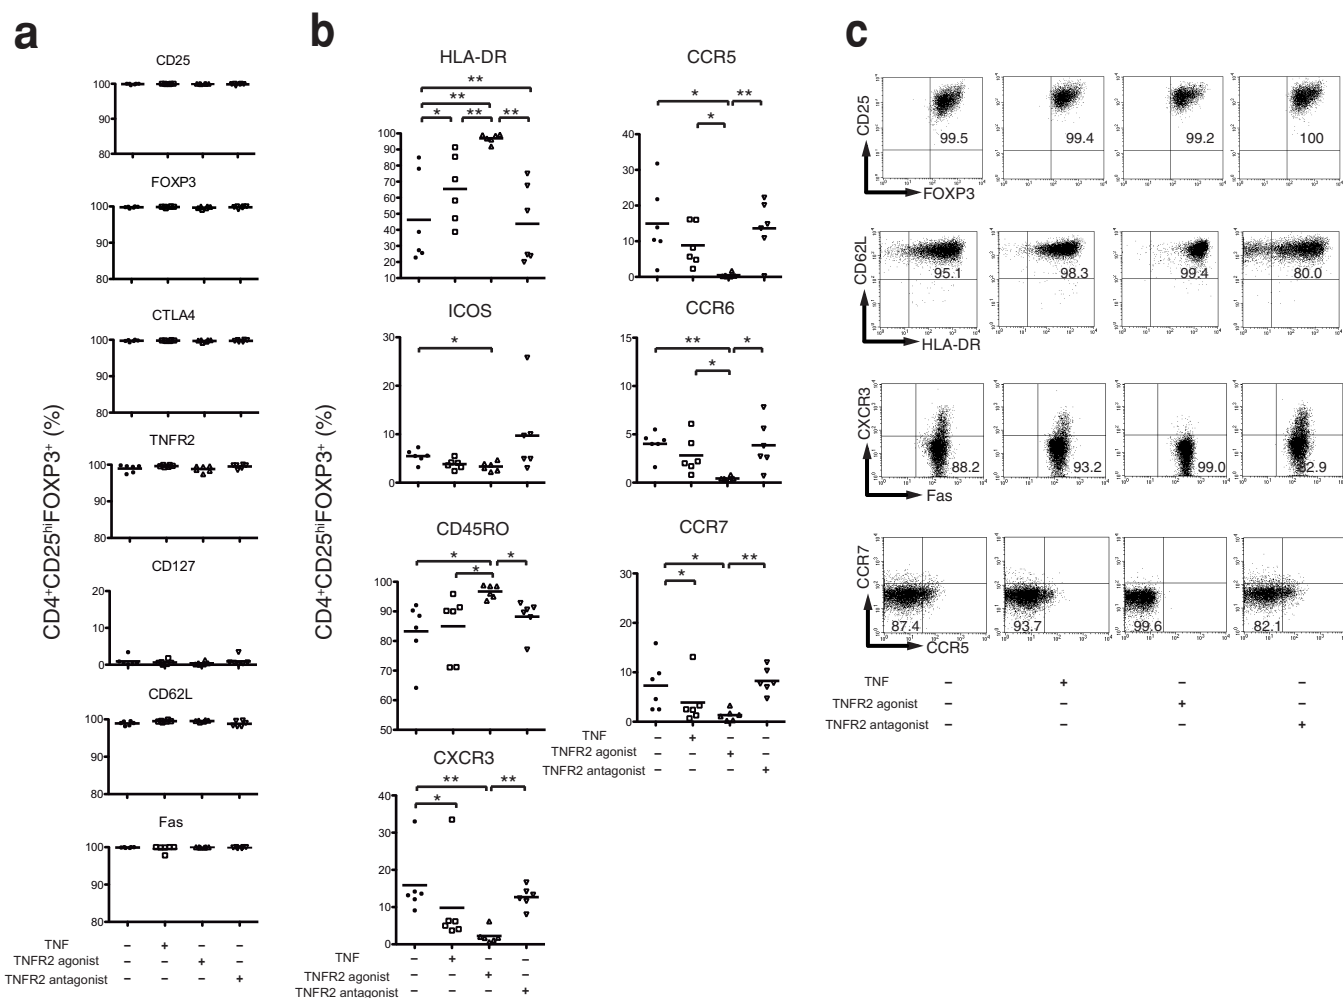 a
CD4⁺CD25ʰⁱFOXP3⁺ (%)
CD25
100
90
80
FOXP3
100
90
80
CTLA4
100
90
80
TNFR2
100
90
80
CD127
20
10
0
CD62L
100
90
80
Fas
100
90
80
TNF – + – –
TNFR2 agonist – – + –
TNFR2 antagonist – – – +
b
CD4⁺CD25ʰⁱFOXP3⁺ (%)
HLA-DR
**
**
* ** **
100
90
80
70
60
50
40
30
20
10
ICOS
*
30
20
10
0
CD45RO
* *
*
100
90
80
70
60
50
CXCR3
** **
*
40
30
20
10
0
TNF – + – –
TNFR2 agonist – – + –
TNFR2 antagonist – – – +
CCR5
* **
*
40
30
20
10
0
CCR6
** *
*
15
10
5
0
CCR7
* **
*
30
20
10
0
TNF – + – –
TNFR2 agonist – – + –
TNFR2 antagonist – – – +
c
CD25
99.5 99.4 99.2 100
FOXP3
CD62L
95.1 98.3 99.4 80.0
HLA-DR
CXCR3
88.2 93.2 99.0 2.9
Fas
CCR7
87.4 93.7 99.6 82.1
CCR5
TNF – + – –
TNFR2 agonist – – + –
TNFR2 antagonist – – – +